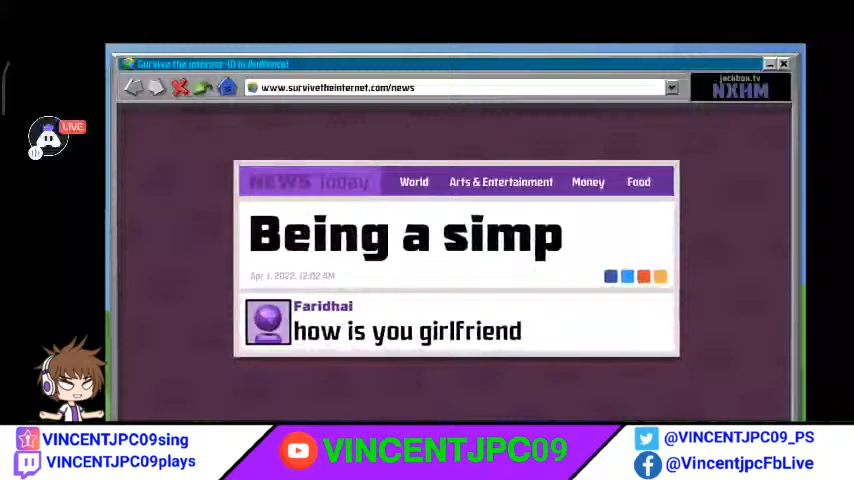 Survive the Internet-ID in Audience!
www.survivetheinternet.com/news
jackbox.tv
NXHM
LIVE
NEWS Today World Arts & Entertainment Money Food
Being a simp
Apr 1, 2022, 12:02 AM
Faridhai
how is you girlfriend
VINCENTJPC09sing
VINCENTJPC09plays
VINCENTJPC09
@VINCENTJPC09_PS
@VincentjpcFbLive